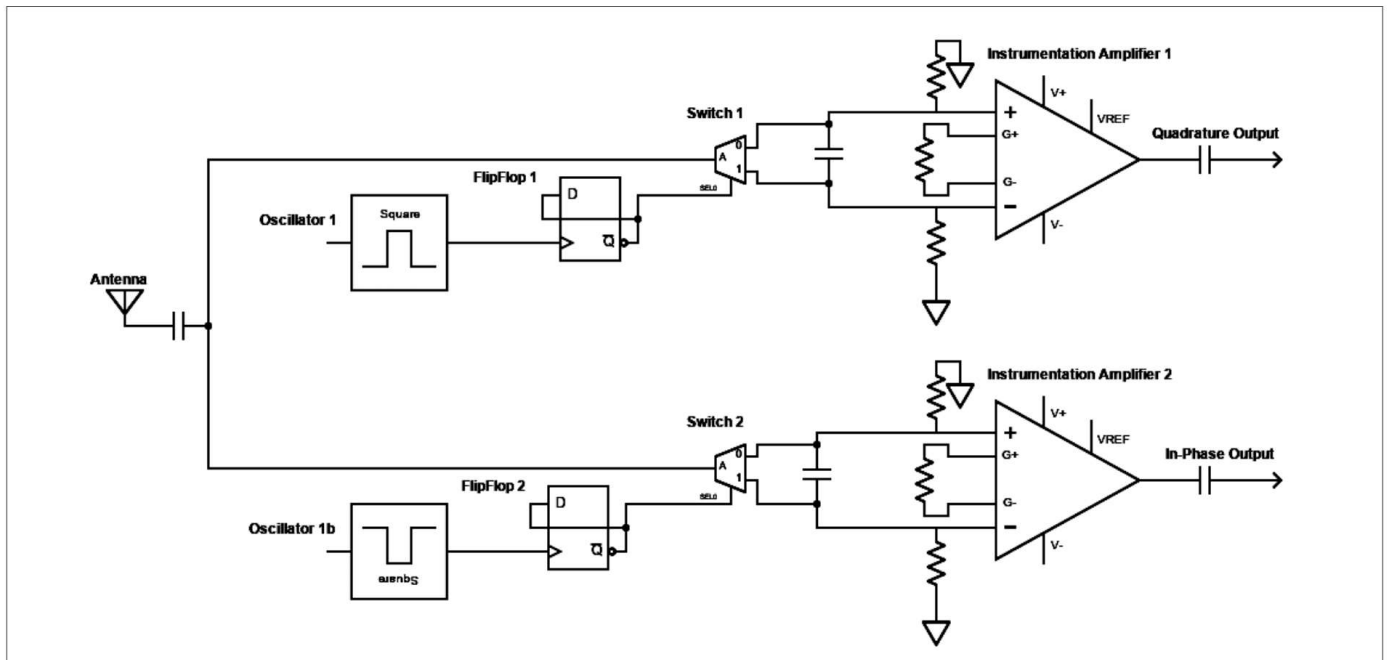 Instrumentation Amplifier 1
V+
VREF
Switch 1
+
0
A
1
G+
Quadrature Output
FlipFlop 1
D
SEL0
G-
Oscillator 1
Square
Q
−
V-
Antenna
Instrumentation Amplifier 2
V+
VREF
Switch 2
+
0
A
1
G+
In-Phase Output
FlipFlop 2
D
SEL0
G-
Oscillator 1b
Square
Q
−
V-